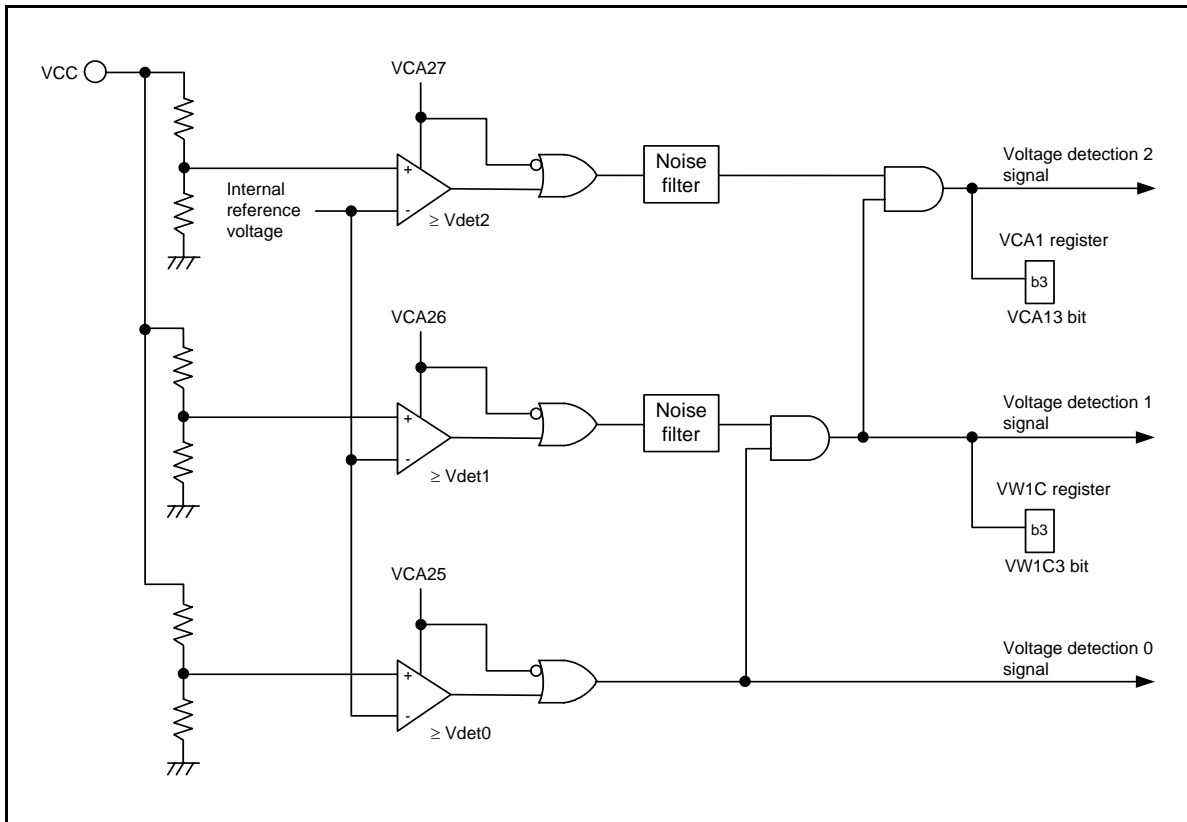 VCC
VCA27
+
-
Internal
reference
voltage
≥ Vdet2
Noise
filter
Voltage detection 2
signal
VCA1 register
b3
VCA13 bit
VCA26
+
-
≥ Vdet1
Noise
filter
Voltage detection 1
signal
VW1C register
b3
VW1C3 bit
VCA25
+
-
≥ Vdet0
Voltage detection 0
signal